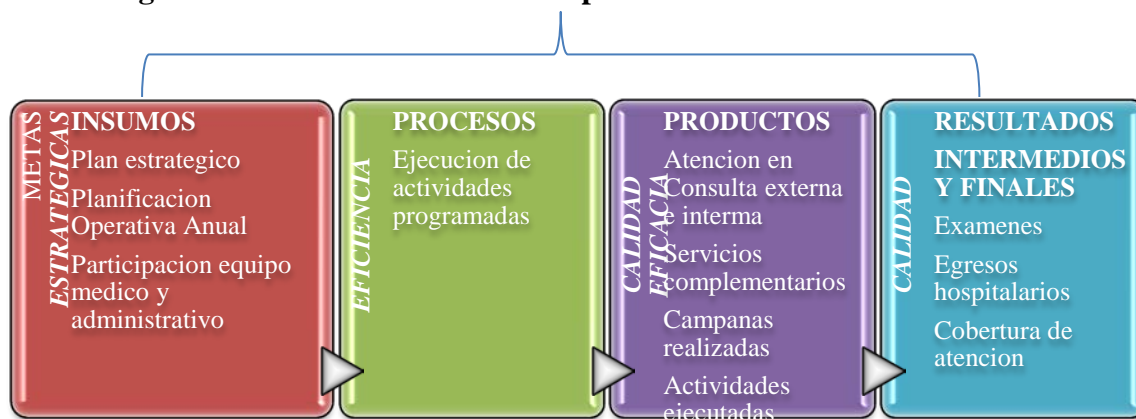 METAS
ESTRATEGICAS
INSUMOS
Plan estrategico
Planificacion
Operativa Anual
Participacion equipo
medico y
administrativo
EFICIENCIA
PROCESOS
Ejecucion de
actividades
programadas
CALIDAD
EFICACIA
PRODUCTOS
Atencion en
Consulta externa
e interma
Servicios
complementarios
Campanas
realizadas
Actividades
ejecutadas
CALIDAD
RESULTADOS
INTERMEDIOS
Y FINALES
Examenes
Egresos
hospitalarios
Cobertura de
atencion